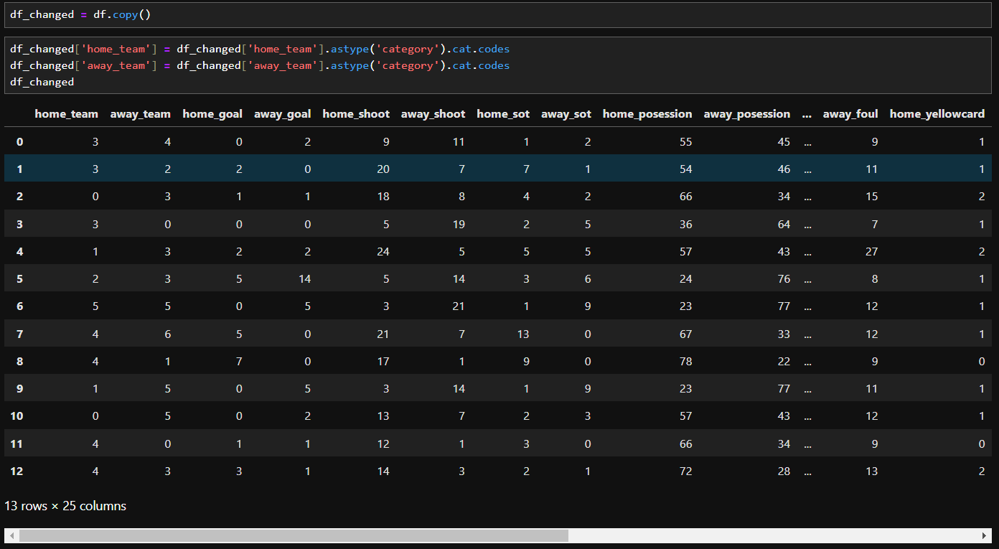 df_changed = df.copy()
df_changed['home_team'] = df_changed['home_team'].astype('category').cat.codes
df_changed['away_team'] = df_changed['away_team'].astype('category').cat.codes
df_changed
home_team away_team home_goal away_goal home_shoot away_shoot home_sot away_sot home_posession away_posession ... away_foul home_yellowcard
0 3 4 0 2 9 11 1 2 55 45 ... 9 1
1 3 2 2 0 20 7 7 1 54 46 ... 11 1
2 0 3 1 1 18 8 4 2 66 34 ... 15 2
3 3 0 0 0 5 19 2 5 36 64 ... 7 1
4 1 3 2 2 24 5 5 5 57 43 ... 27 2
5 2 3 5 14 5 14 3 6 24 76 ... 8 1
6 5 5 0 5 3 21 1 9 23 77 ... 12 1
7 4 6 5 0 21 7 13 0 67 33 ... 12 1
8 4 1 7 0 17 1 9 0 78 22 ... 9 0
9 1 5 0 5 3 14 1 9 23 77 ... 11 1
10 0 5 0 2 13 7 2 3 57 43 ... 12 1
11 4 0 1 1 12 1 3 0 66 34 ... 9 0
12 4 3 3 1 14 3 2 1 72 28 ... 13 2
13 rows × 25 columns